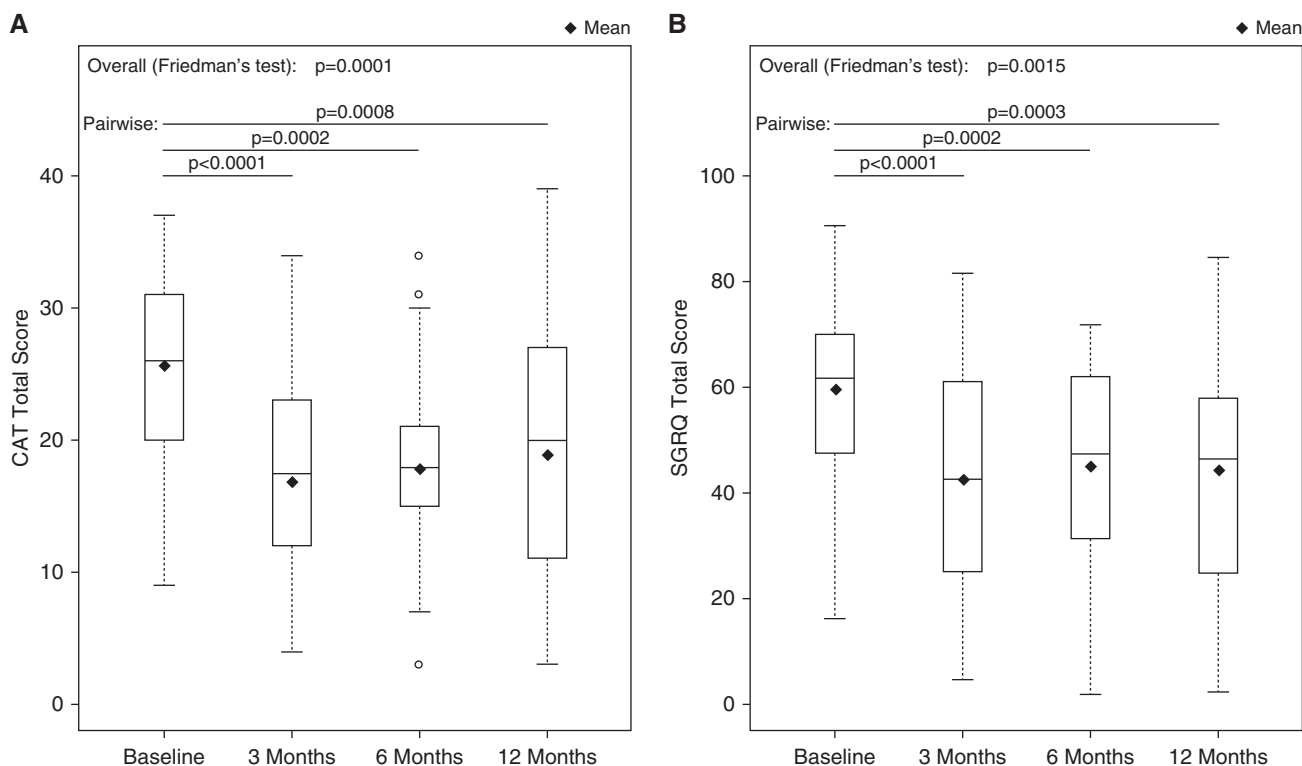 A
◆ Mean
Overall (Friedman's test): p=0.0001
p=0.0008
Pairwise:
p=0.0002
p<0.0001
40
30
20
10
0
CAT Total Score
Baseline 3 Months 6 Months 12 Months
B
◆ Mean
Overall (Friedman's test): p=0.0015
p=0.0003
Pairwise:
p=0.0002
p<0.0001
100
80
60
40
20
0
SGRQ Total Score
Baseline 3 Months 6 Months 12 Months